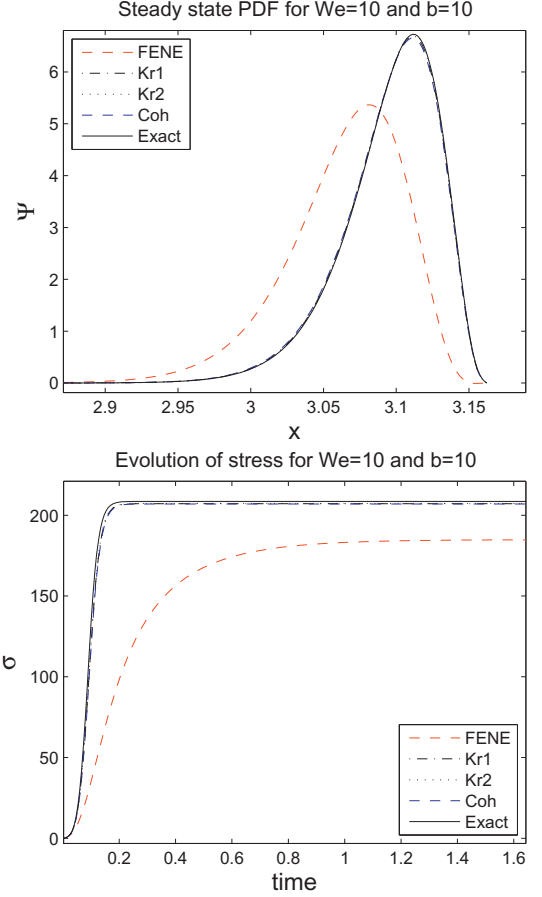 Steady state PDF for We=10 and b=10
FENE
Kr1
Kr2
Coh
Exact
6
5
4
3
2
1
0
Ψ
2.9
2.95
3
3.05
3.1
3.15
x
Evolution of stress for We=10 and b=10
200
150
100
50
0
σ
FENE
Kr1
Kr2
Coh
Exact
0.2
0.4
0.6
0.8
1
1.2
1.4
1.6
time